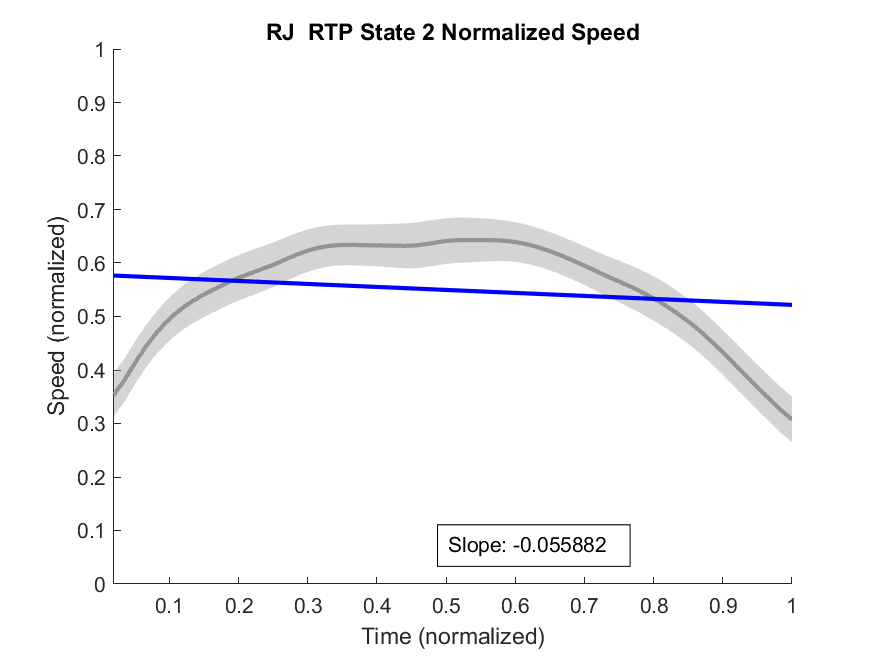 RJ  RTP State 2 Normalized Speed
1
0.9
0.8
0.7
0.6
0.5
0.4
0.3
0.2
0.1
0
Speed (normalized)
Slope: -0.055882
0.1 0.2 0.3 0.4 0.5 0.6 0.7 0.8 0.9 1
Time (normalized)